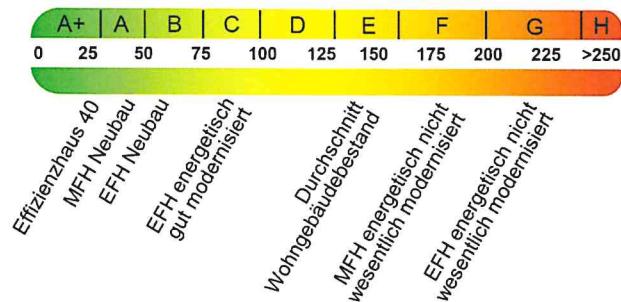 A+ A B C D E F G H
0 25 50 75 100 125 150 175 200 225 >250
Effizienzhaus 40
MFH Neubau
EFH Neubau
EFH energetisch
gut modernisiert
Durchschnitt
Wohngebäudebestand
MFH energetisch nicht
wesentlich modernisiert
EFH energetisch nicht
wesentlich modernisiert